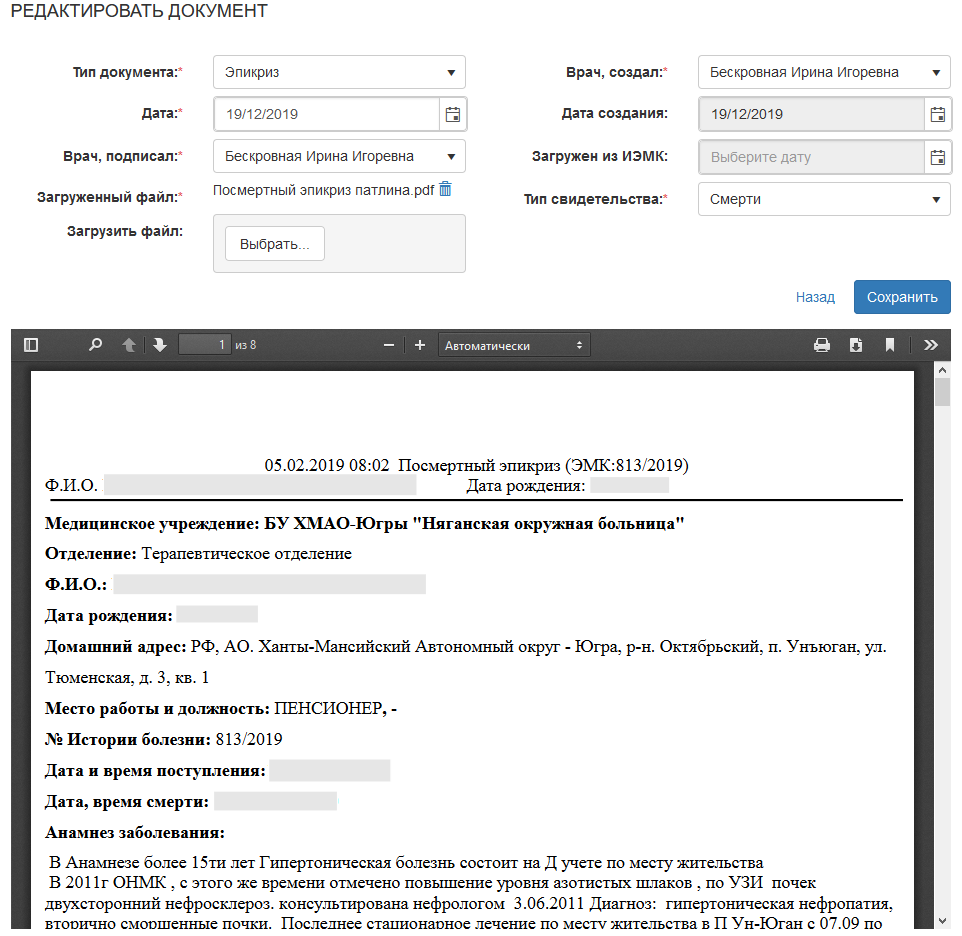 РЕДАКТИРОВАТЬ ДОКУМЕНТ
Тип документа:* Эпикриз Врач, создал:* Бескровная Ирина Игоревна
Дата:* 19/12/2019 Дата создания: 19/12/2019
Врач, подписал:* Бескровная Ирина Игоревна Загружен из ИЭМК: Выберите дату
Загруженный файл:* Посмертный эпикриз патлина.pdf Тип свидетельства:* Смерти
Загрузить файл: Выбрать...
Назад Сохранить
1 из 8 Автоматически
05.02.2019 08:02 Посмертный эпикриз (ЭМК:813/2019)
Ф.И.О. Дата рождения:
Медицинское учреждение: БУ ХМАО-Югры "Няганская окружная больница"
Отделение: Терапевтическое отделение
Ф.И.О.:
Дата рождения:
Домашний адрес: РФ, АО. Ханты-Мансийский Автономный округ - Югра, р-н. Октябрьский, п. Унъюган, ул.
Тюменская, д. 3, кв. 1
Место работы и должность: ПЕНСИОНЕР, -
№ Истории болезни: 813/2019
Дата и время поступления:
Дата, время смерти:
Анамнез заболевания:
В Анамнезе более 15ти лет Гипертоническая болезнь состоит на Д учете по месту жительства
В 2011г ОНМК , с этого же времени отмечено повышение уровня азотистых шлаков , по УЗИ почек
двухсторонний нефросклероз. консультирована нефрологом 3.06.2011 Диагноз: гипертоническая нефропатия,
вторично сморщенные почки. Последнее стационарное лечение по месту жительства в П Ун-Юган с 07.09 по